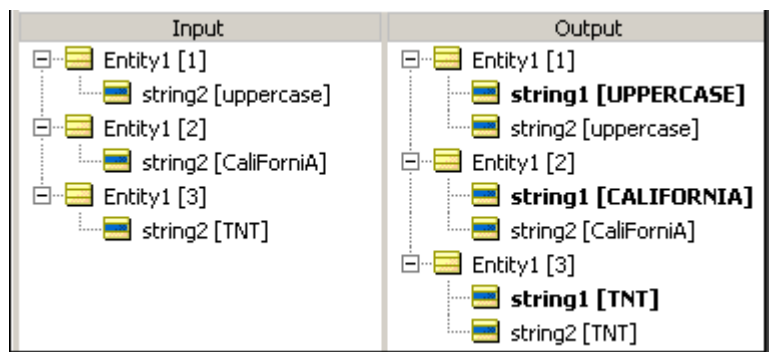 Input
Entity1 [1]
string2 [uppercase]
Entity1 [2]
string2 [CaliForniA]
Entity1 [3]
string2 [TNT]
Output
Entity1 [1]
string1 [UPPERCASE]
string2 [uppercase]
Entity1 [2]
string1 [CALIFORNIA]
string2 [CaliForniA]
Entity1 [3]
string1 [TNT]
string2 [TNT]